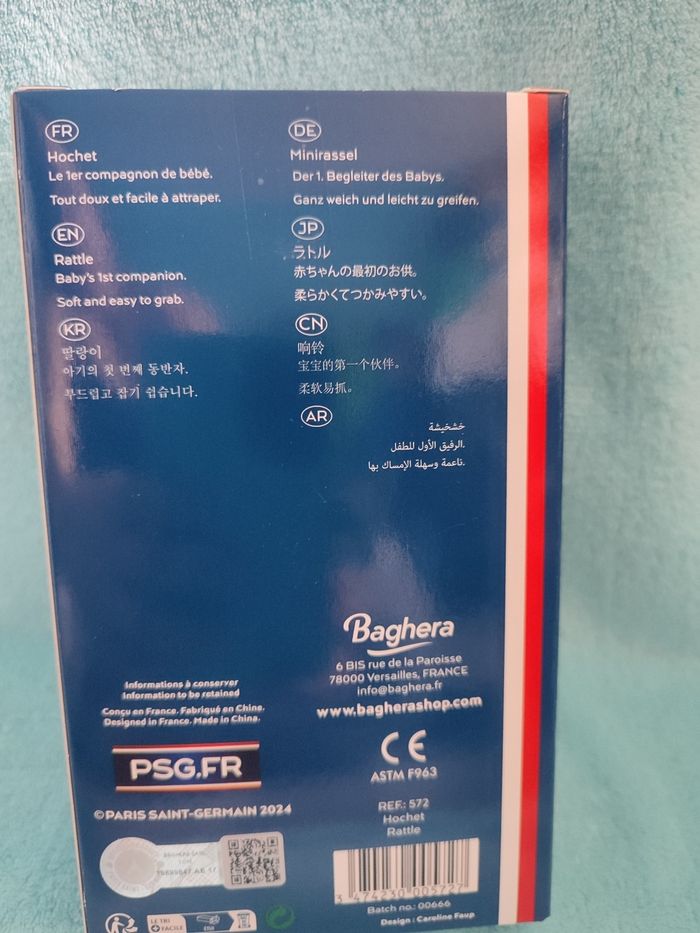 FR
Hochet
Le 1er compagnon de bébé.
Tout doux et facile à attraper.
EN
Rattle
Baby's 1st companion.
Soft and easy to grab.
KR
딸랑이
아기의 첫 번째 동반자.
부드럽고 잡기 쉽습니다.
DE
Minirassel
Der 1. Begleiter des Babys.
Ganz weich und leicht zu greifen.
JP
ラトル
赤ちゃんの最初のお供。
柔らかくてつかみやすい。
CN
响铃
宝宝的第一个伙伴。
柔软易抓。
AR
خشخيشة
الرفيق الأول للطفل.
ناعمة وسهلة الإمساك بها.
Informations à conserver
Information to be retained
Conçu en France. Fabriqué en Chine.
Designed in France. Made in China.
PSG.FR
©PARIS SAINT-GERMAIN 2024
Baghera
6 BIS rue de la Paroisse
78000 Versailles, FRANCE
info@baghera.fr
www.bagherashop.com
CE
ASTM F963
REF.: 572
Hochet
Rattle
3 474230 005727
Batch no.: 00666
Design : Caroline Faup
LE TRI
+ FACILE